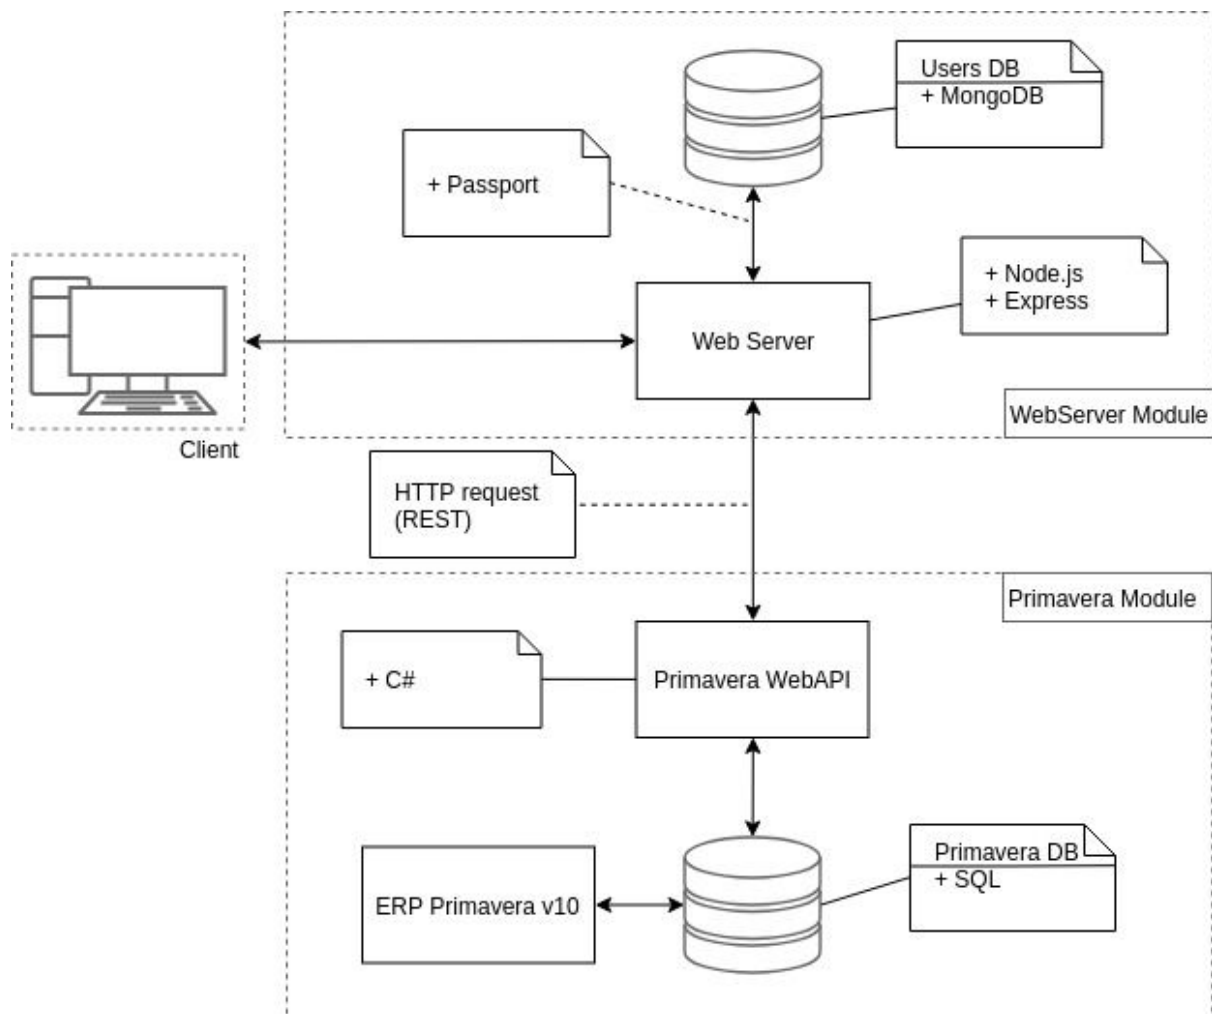 Users DB
+ MongoDB
+ Passport
+ Node.js
+ Express
Web Server
WebServer Module
Client
HTTP request
(REST)
Primavera Module
+ C#
Primavera WebAPI
Primavera DB
+ SQL
ERP Primavera v10